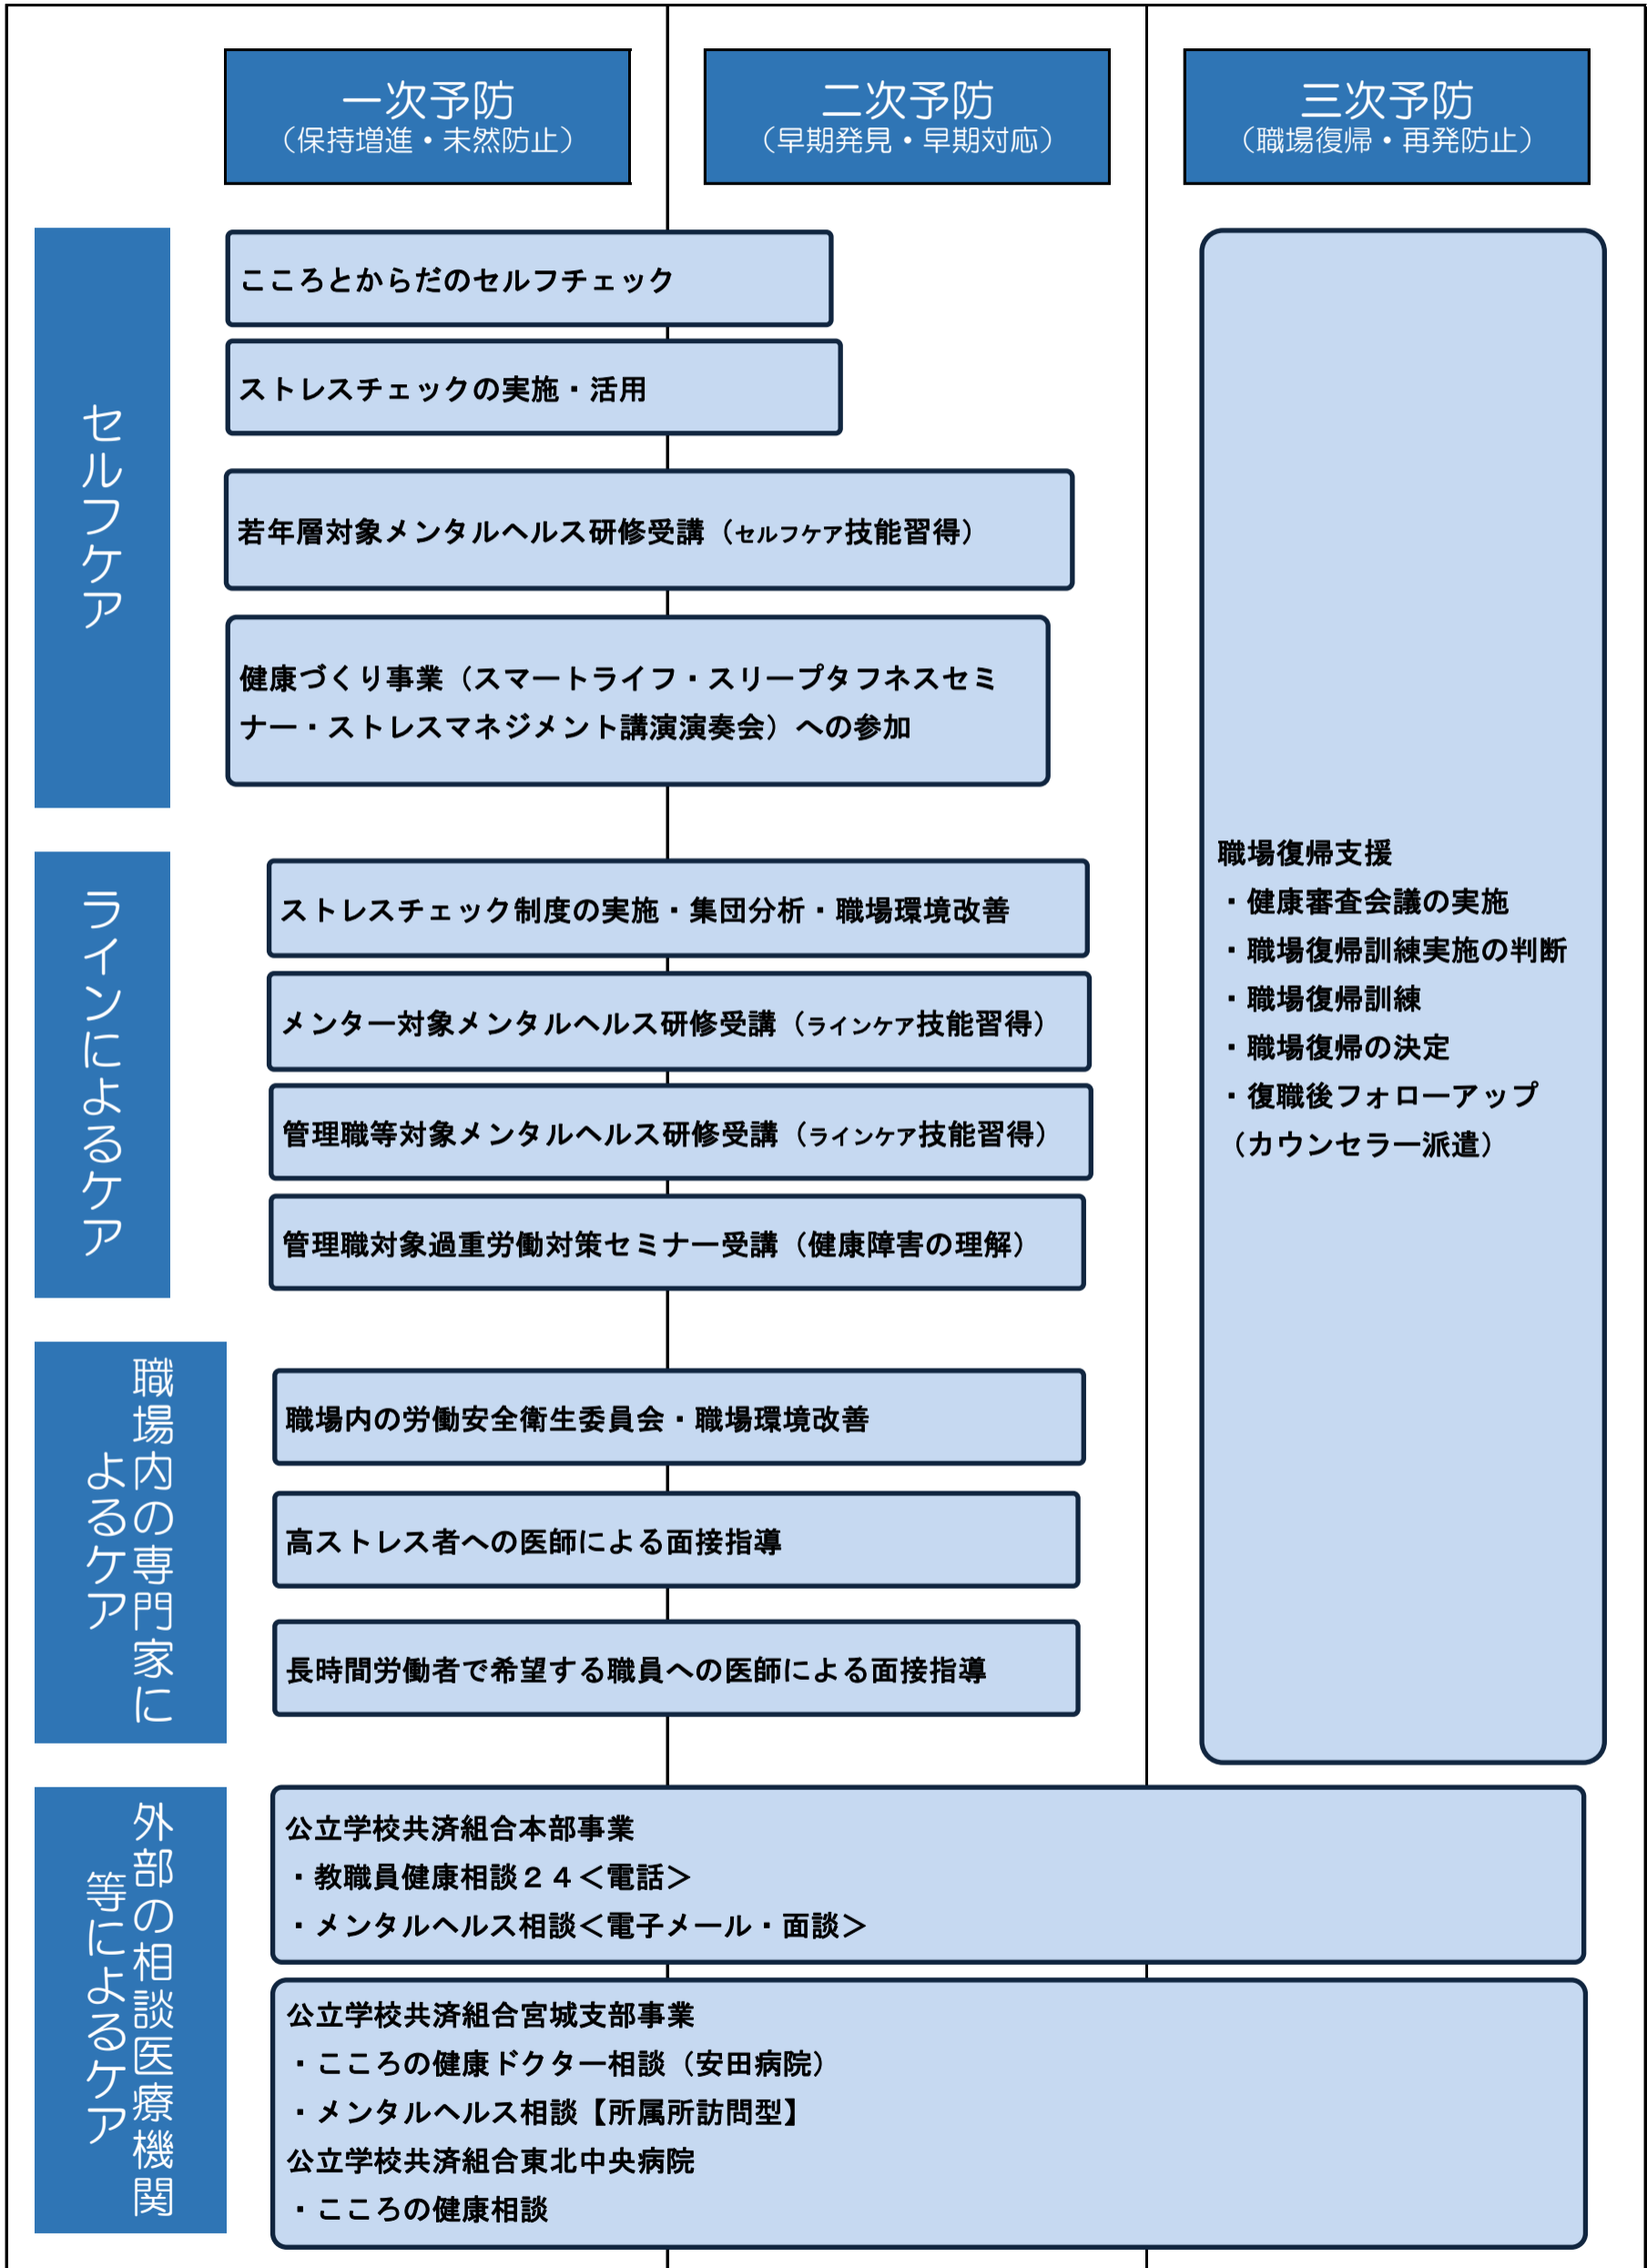 一次予防
（保持増進・未然防止）
二次予防
（早期発見・早期対応）
三次予防
（職場復帰・再発防止）
セルフケア
こころとからだのセルフチェック
ストレスチェックの実施・活用
若年層対象メンタルヘルス研修受講（セルフケア技能習得）
健康づくり事業（スマートライフ・スリープタフネスセミ
ナー・ストレスマネジメント講演演奏会）への参加
ラインによるケア
ストレスチェック制度の実施・集団分析・職場環境改善
メンター対象メンタルヘルス研修受講（ラインケア技能習得）
管理職等対象メンタルヘルス研修受講（ラインケア技能習得）
管理職対象過重労働対策セミナー受講（健康障害の理解）
職場復帰支援
・健康審査会議の実施
・職場復帰訓練実施の判断
・職場復帰訓練
・職場復帰の決定
・復職後フォローアップ
（カウンセラー派遣）
職場内の専門家に
よるケア
職場内の労働安全衛生委員会・職場環境改善
高ストレス者への医師による面接指導
長時間労働者で希望する職員への医師による面接指導
外部の相談医療機関
等によるケア
公立学校共済組合本部事業
・教職員健康相談２４＜電話＞
・メンタルヘルス相談＜電子メール・面談＞
公立学校共済組合宮城支部事業
・こころの健康ドクター相談（安田病院）
・メンタルヘルス相談【所属所訪問型】
公立学校共済組合東北中央病院
・こころの健康相談